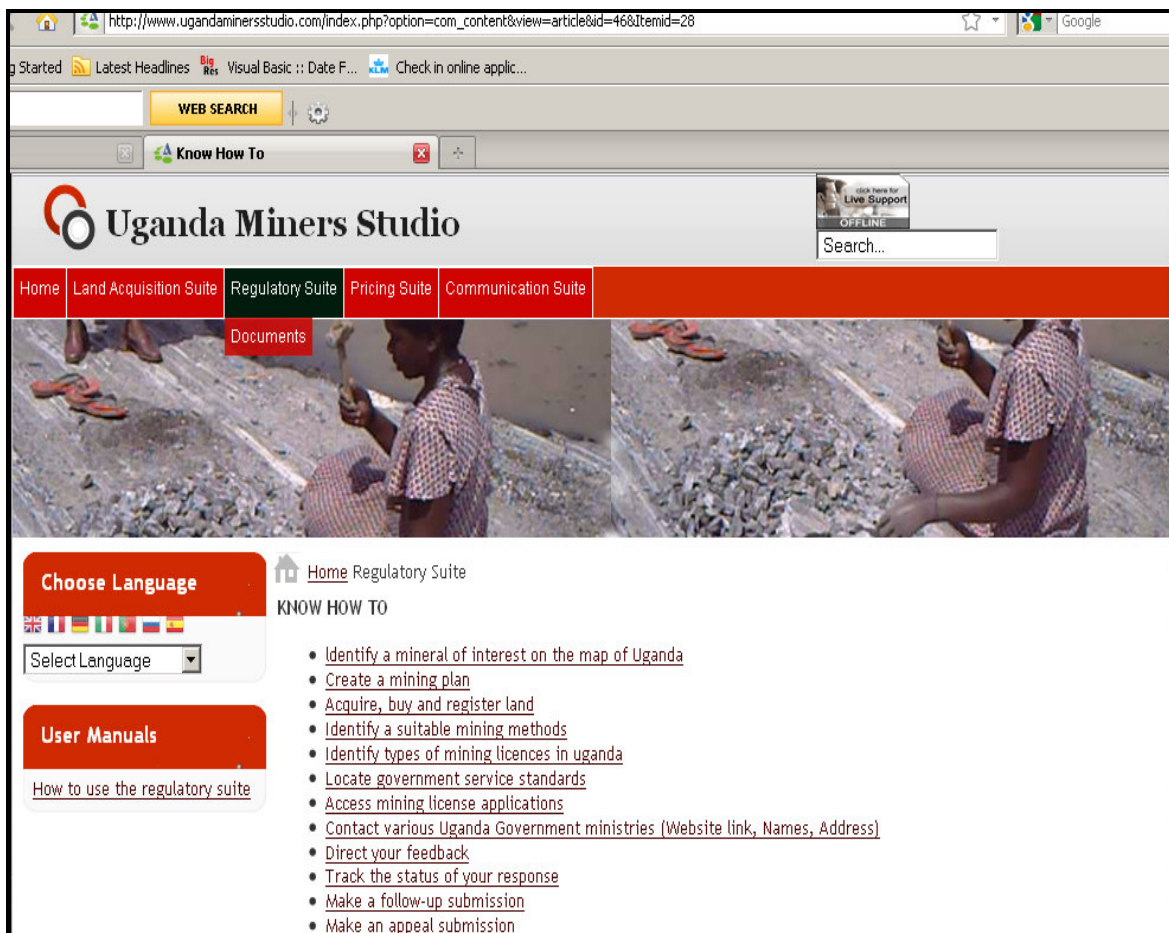 http://www.ugandaminersstudio.com/index.php?option=com_content&view=article&id=46&Itemid=28
Google
g Started
Latest Headlines
Big Res
Visual Basic :: Date F...
KLM
Check in online applic...
WEB SEARCH
Know How To
Uganda Miners Studio
click here for
Live Support
OFFLINE
Search...
Home
Land Acquisition Suite
Regulatory Suite
Pricing Suite
Communication Suite
Documents
Choose Language
Select Language
User Manuals
How to use the regulatory suite
Home Regulatory Suite
KNOW HOW TO
Identify a mineral of interest on the map of Uganda
Create a mining plan
Acquire, buy and register land
Identify a suitable mining methods
Identify types of mining licences in uganda
Locate government service standards
Access mining license applications
Contact various Uganda Government ministries (Website link, Names, Address)
Direct your feedback
Track the status of your response
Make a follow-up submission
Make an appeal submission